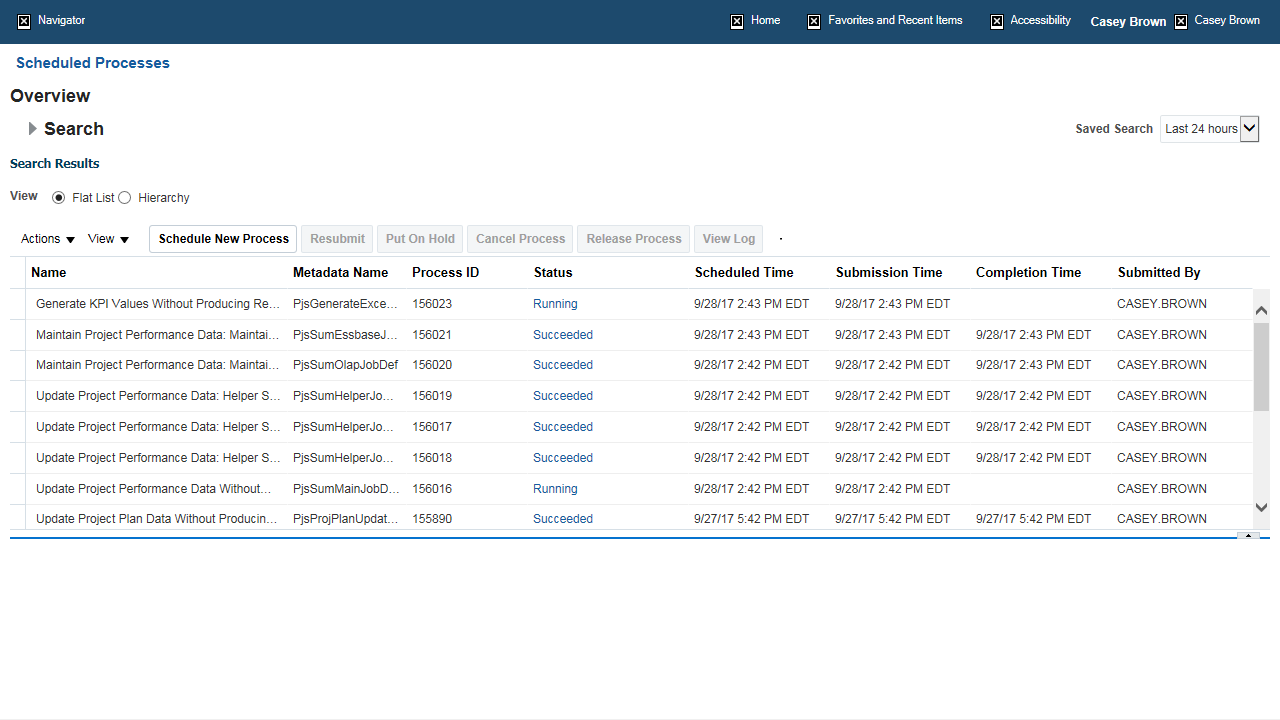 Navigator Home Favorites and Recent Items Accessibility Casey Brown Casey Brown
Scheduled Processes
Overview
Search Saved Search Last 24 hours
Search Results
View Flat List Hierarchy
Actions View Schedule New Process Resubmit Put On Hold Cancel Process Release Process View Log
Name Metadata Name Process ID Status Scheduled Time Submission Time Completion Time Submitted By
Generate KPI Values Without Producing Re... PjsGenerateExce... 156023 Running 9/28/17 2:43 PM EDT 9/28/17 2:43 PM EDT CASEY.BROWN
Maintain Project Performance Data: Maintai... PjsSumEssbaseJ... 156021 Succeeded 9/28/17 2:43 PM EDT 9/28/17 2:43 PM EDT 9/28/17 2:43 PM EDT CASEY.BROWN
Maintain Project Performance Data: Maintai... PjsSumOlapJobDef 156020 Succeeded 9/28/17 2:42 PM EDT 9/28/17 2:42 PM EDT 9/28/17 2:43 PM EDT CASEY.BROWN
Update Project Performance Data: Helper S... PjsSumHelperJo... 156019 Succeeded 9/28/17 2:42 PM EDT 9/28/17 2:42 PM EDT 9/28/17 2:42 PM EDT CASEY.BROWN
Update Project Performance Data: Helper S... PjsSumHelperJo... 156017 Succeeded 9/28/17 2:42 PM EDT 9/28/17 2:42 PM EDT 9/28/17 2:42 PM EDT CASEY.BROWN
Update Project Performance Data: Helper S... PjsSumHelperJo... 156018 Succeeded 9/28/17 2:42 PM EDT 9/28/17 2:42 PM EDT 9/28/17 2:42 PM EDT CASEY.BROWN
Update Project Performance Data Without... PjsSumMainJobD... 156016 Running 9/28/17 2:42 PM EDT 9/28/17 2:42 PM EDT CASEY.BROWN
Update Project Plan Data Without Producin... PjsProjPlanUpdat... 155890 Succeeded 9/27/17 5:42 PM EDT 9/27/17 5:42 PM EDT 9/27/17 5:42 PM EDT CASEY.BROWN